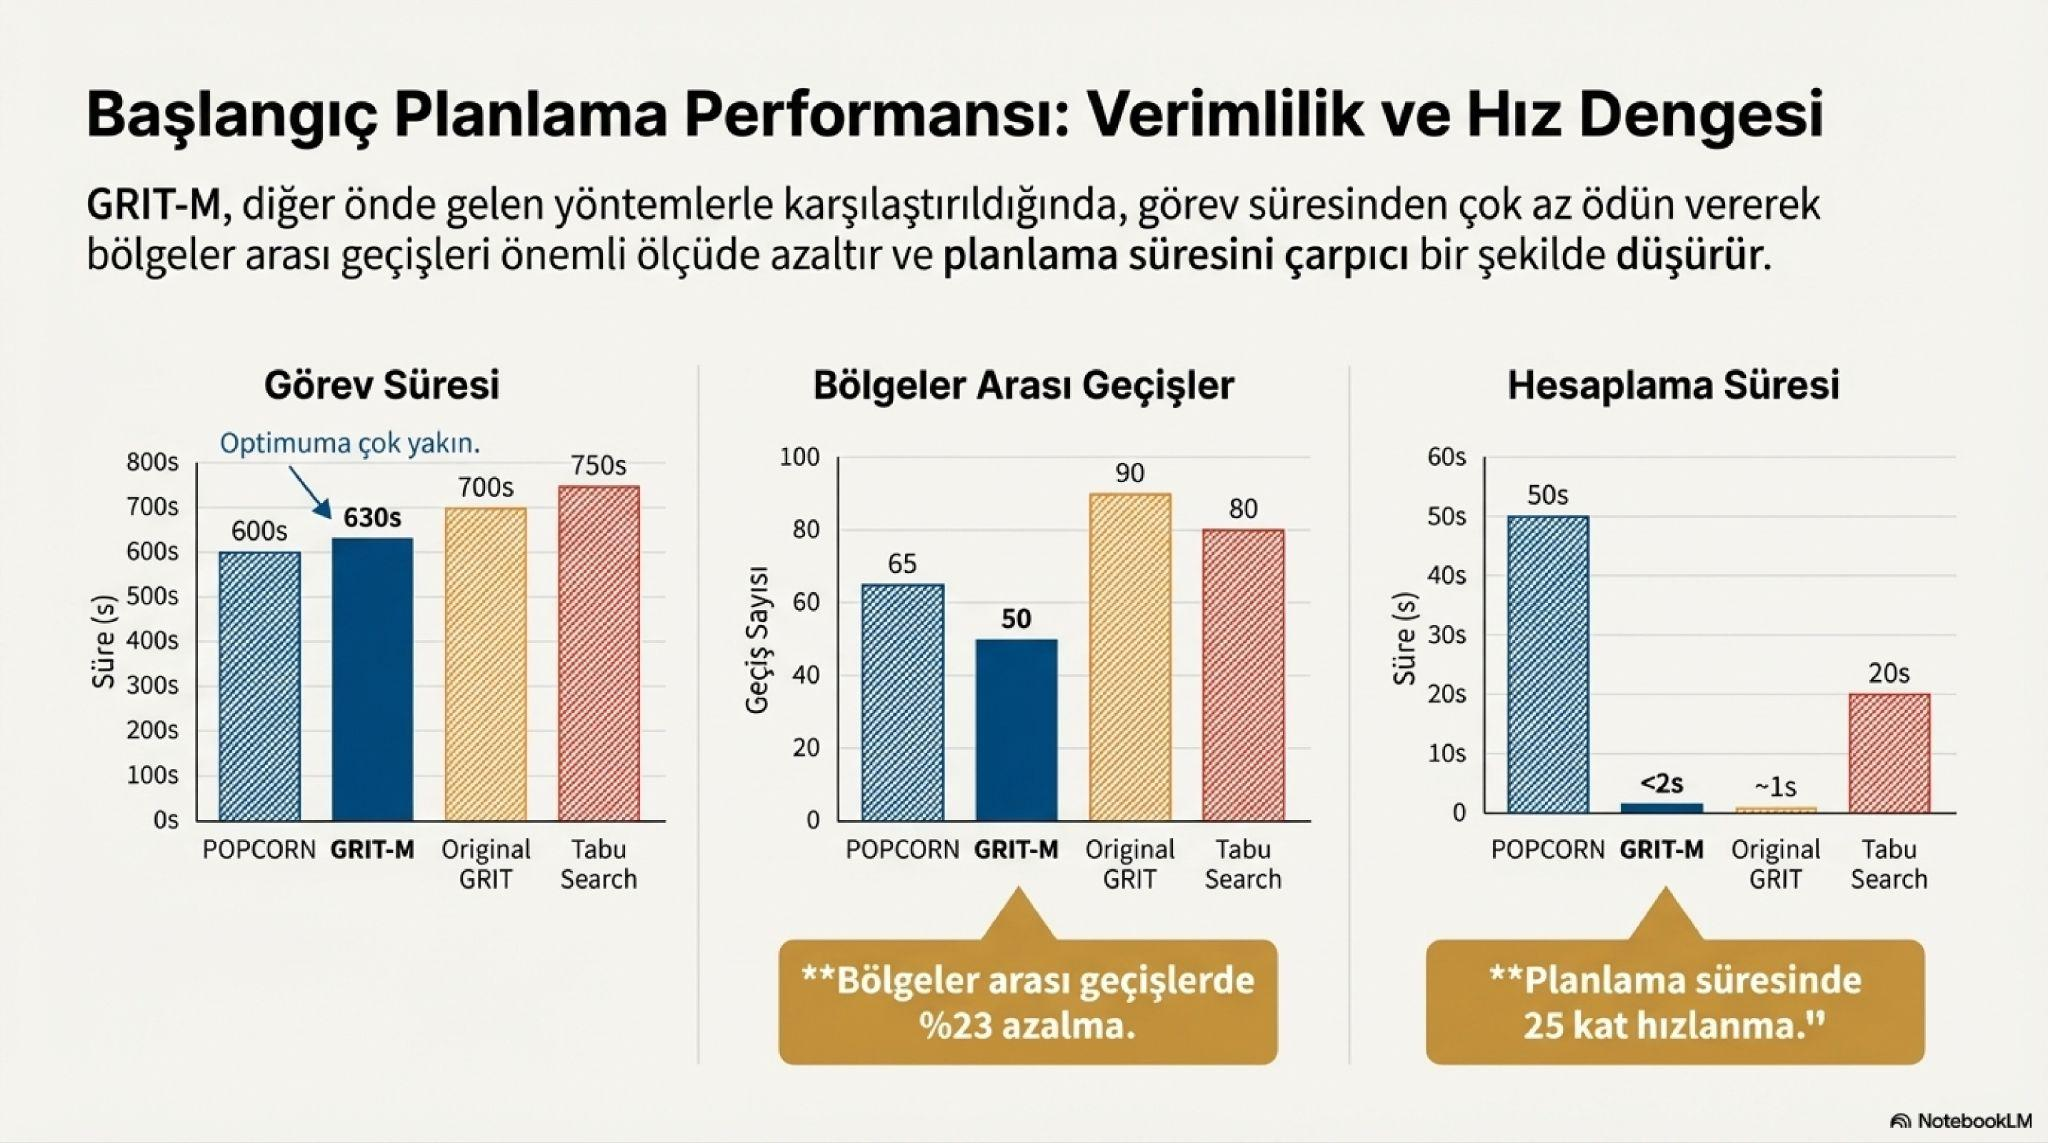 Başlangıç Planlama Performansı: Verimlilik ve Hız Dengesi
GRIT-M, diğer önde gelen yöntemlerle karşılaştırıldığında, görev süresinden çok az ödün vererek
bölgeler arası geçişleri önemli ölçüde azaltır ve planlama süresini çarpıcı bir şekilde düşürür.
Görev Süresi
Optimuma çok yakın.
Süre (s)
800s
700s
600s
500s
400s
300s
200s
100s
0s
600s
630s
700s
750s
POPCORN
GRIT-M
Original
GRIT
Tabu
Search
Bölgeler Arası Geçişler
Geçiş Sayısı
100
80
60
40
20
0
65
50
90
80
POPCORN
GRIT-M
Original
GRIT
Tabu
Search
**Bölgeler arası geçişlerde
%23 azalma.
Hesaplama Süresi
Süre (s)
60s
50s
40s
30s
20s
10s
0
50s
<2s
~1s
20s
POPCORN
GRIT-M
Original
GRIT
Tabu
Search
**Planlama süresinde
25 kat hızlanma."
NotebookLM